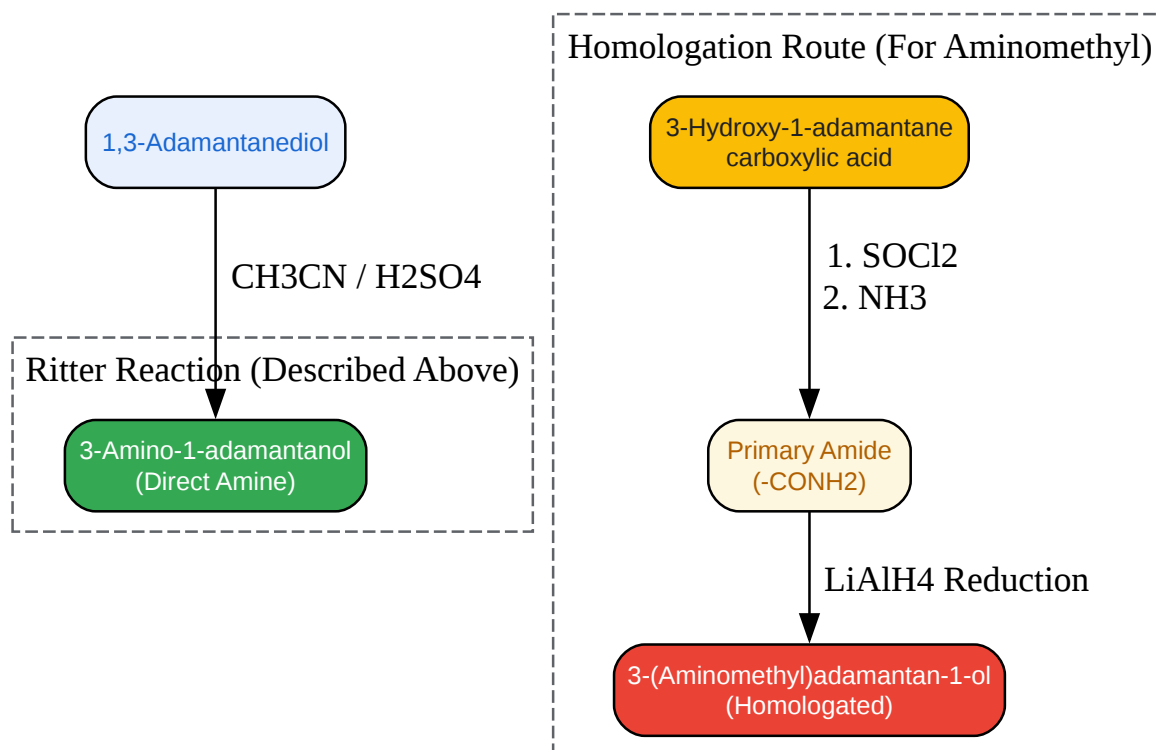 Homologation Route (For Aminomethyl)
1,3-Adamantanediol
3-Hydroxy-1-adamantane
carboxylic acid
CH3CN / H2SO4
1. SOCl2
2. NH3
Ritter Reaction (Described Above)
3-Amino-1-adamantanol
(Direct Amine)
Primary Amide
(-CONH2)
LiAlH4 Reduction
3-(Aminomethyl)adamantan-1-ol
(Homologated)